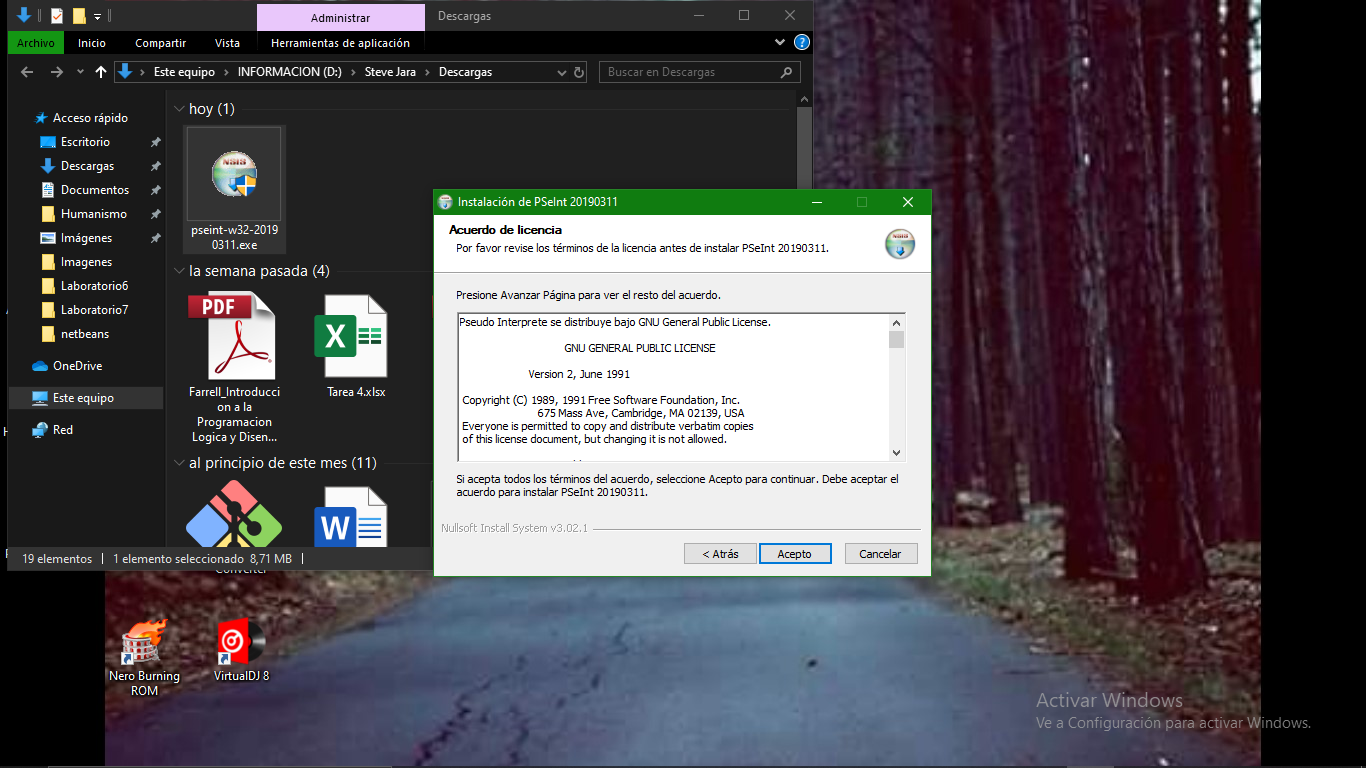 Administrar
Descargas
Archivo
Inicio
Compartir
Vista
Herramientas de aplicación
Este equipo
INFORMACION (D:)
Steve Jara
Descargas
Buscar en Descargas
Acceso rápido
Escritorio
Descargas
Documentos
Humanismo
Imágenes
Imagenes
Laboratorio6
Laboratorio7
netbeans
OneDrive
Este equipo
Red
hoy (1)
NSIS
pseint-w32-2019
0311.exe
la semana pasada (4)
PDF
Farrell_Introducci
on a la
Programacion
Logica y Disen...
X
Tarea 4.xlsx
al principio de este mes (11)
W
19 elementos
1 elemento seleccionado 8,71 MB
Instalación de PSeInt 20190311
Acuerdo de licencia
Por favor revise los términos de la licencia antes de instalar PSeInt 20190311.
NSIS
Presione Avanzar Página para ver el resto del acuerdo.
Pseudo Interprete se distribuye bajo GNU General Public License.
GNU GENERAL PUBLIC LICENSE
Version 2, June 1991
Copyright (C) 1989, 1991 Free Software Foundation, Inc.
675 Mass Ave, Cambridge, MA 02139, USA
Everyone is permitted to copy and distribute verbatim copies
of this license document, but changing it is not allowed.
Si acepta todos los términos del acuerdo, seleccione Acepto para continuar. Debe aceptar el
acuerdo para instalar PSeInt 20190311.
Nullsoft Install System v3.02.1
< Atrás
Acepto
Cancelar
Converter
Nero Burning
ROM
VirtualDJ 8
Activar Windows
Ve a Configuración para activar Windows.